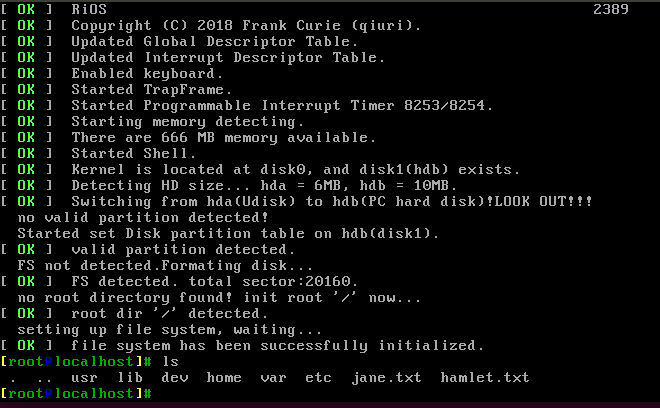 [ OK ] RiOS 2389
[ OK ] Copyright (C) 2018 Frank Curie (qiuri).
[ OK ] Updated Global Descriptor Table.
[ OK ] Updated Interrupt Descriptor Table.
[ OK ] Enabled keyboard.
[ OK ] Started TrapFrame.
[ OK ] Started Programmable Interrupt Timer 8253/8254.
[ OK ] Starting memory detecting.
[ OK ] There are 666 MB memory available.
[ OK ] Started Shell.
[ OK ] Kernel is located at disk0, and disk1(hdb) exists.
[ OK ] Detecting HD size... hda = 6MB, hdb = 10MB.
[ OK ] Switching from hda(Udisk) to hdb(PC hard disk)!LOOK OUT!!!
no valid partition detected!
Started set Disk partition table on hdb(disk1).
[ OK ] valid partition detected.
FS not detected.Formating disk...
[ OK ] FS detected. total sector:20160.
no root directory found! init root '/' now...
[ OK ] root dir '/' detected.
setting up file system, waiting...
[ OK ] file system has been successfully initialized.
[root@localhost]# ls
. .. usr lib dev home var etc jane.txt hamlet.txt
[root@localhost]#